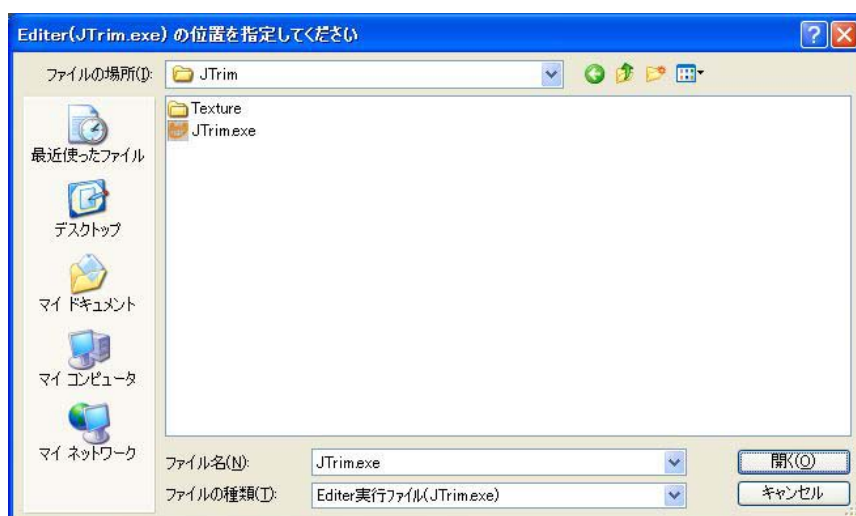 Editer(JTrim.exe) の位置を指定してください
ファイルの場所(I):
JTrim
Texture
JTrim.exe
最近使ったファイル
デスクトップ
マイ ドキュメント
マイ コンピュータ
マイ ネットワーク
ファイル名(N):
JTrim.exe
開く(O)
ファイルの種類(T):
Editer実行ファイル(JTrim.exe)
キャンセル